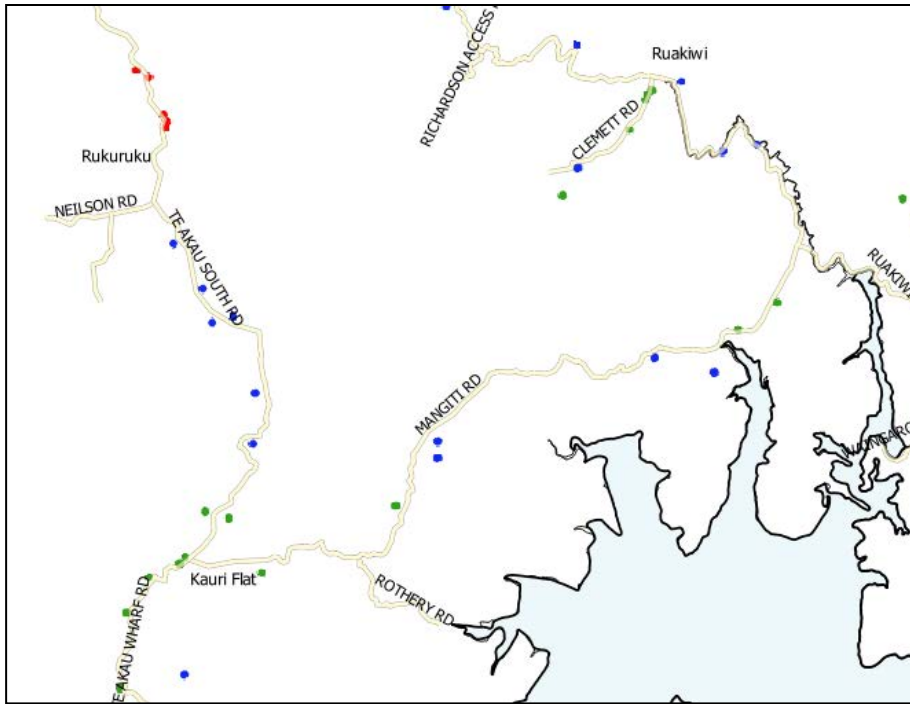 RICHARDSON ACCESS
Ruakiwi
CLEMETT RD
Rukuruku
NEILSON RD
TE AKAU SOUTH RD
RUAKIWI
MANGITI RD
Kauri Flat
ROTHERY RD
TE AKAU WHARF RD